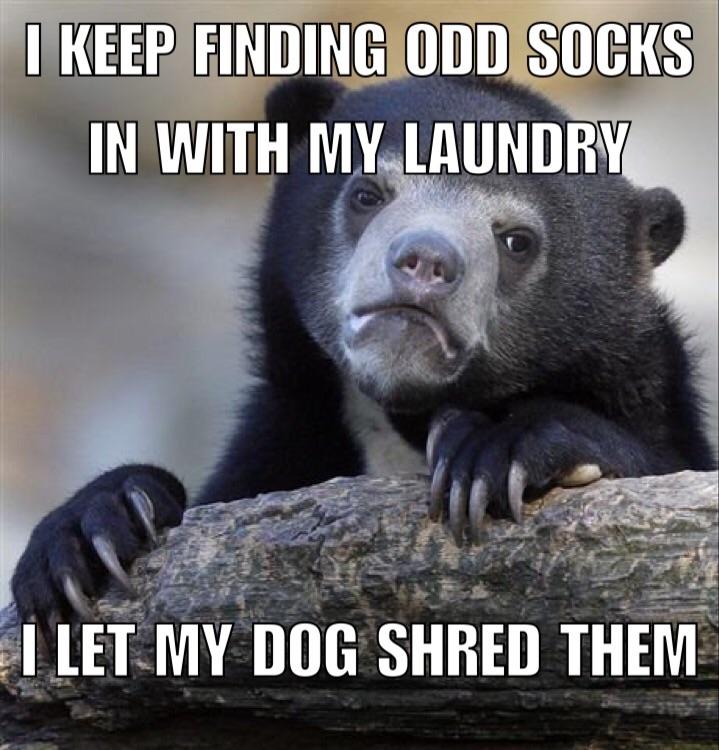 I KEEP FINDING ODD SOCKS
IN WITH MY LAUNDRY
I LET MY DOG SHRED THEM